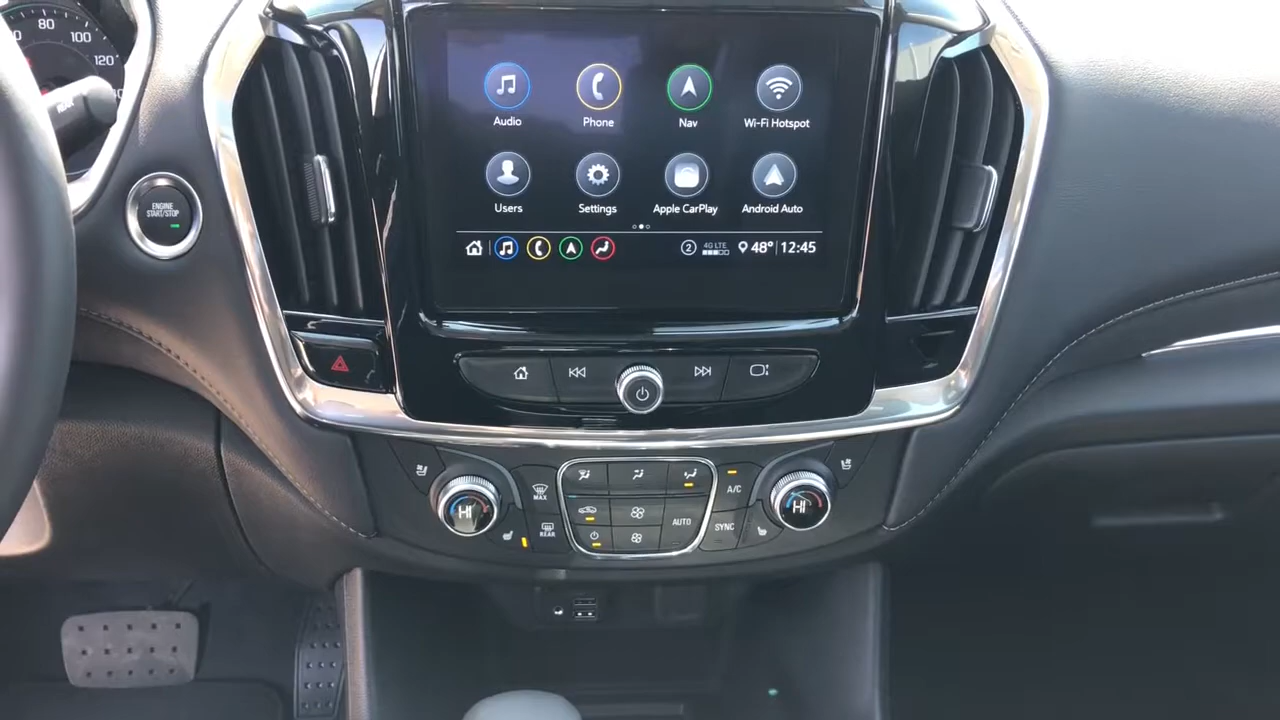 80
100
120
REAR
ENGINE
START/STOP
Audio
Phone
Nav
Wi-Fi Hotspot
Users
Settings
Apple CarPlay
Android Auto
2
4G LTE
48°
12:45
HI
MAX
REAR
AUTO
A/C
SYNC
HI